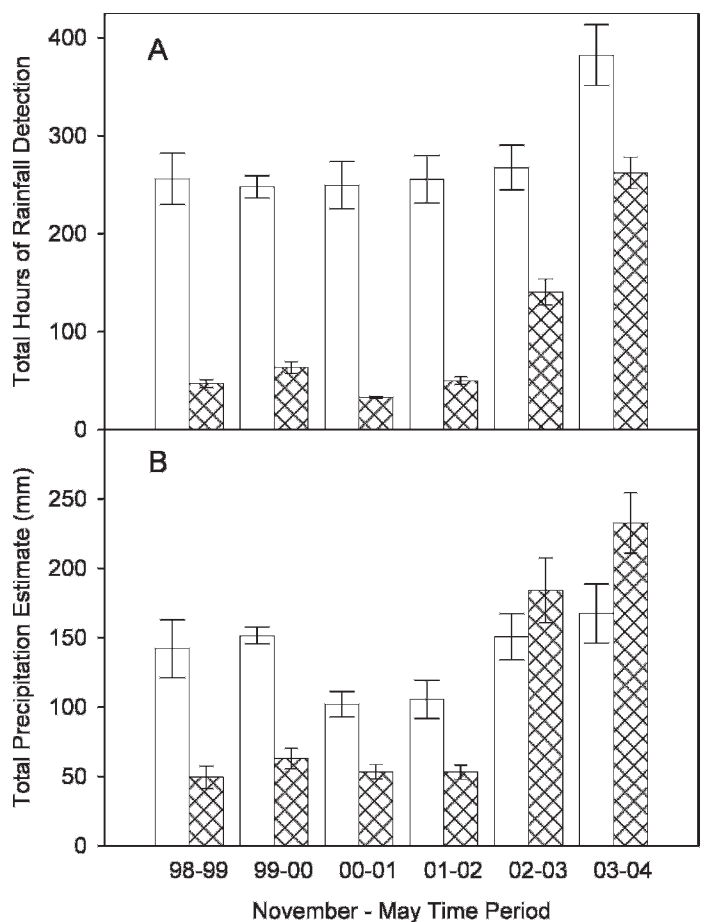 A
Total Hours of Rainfall Detection
400
300
200
100
0
B
Total Precipitation Estimate (mm)
250
200
150
100
50
0
98-99 99-00 00-01 01-02 02-03 03-04
November - May Time Period